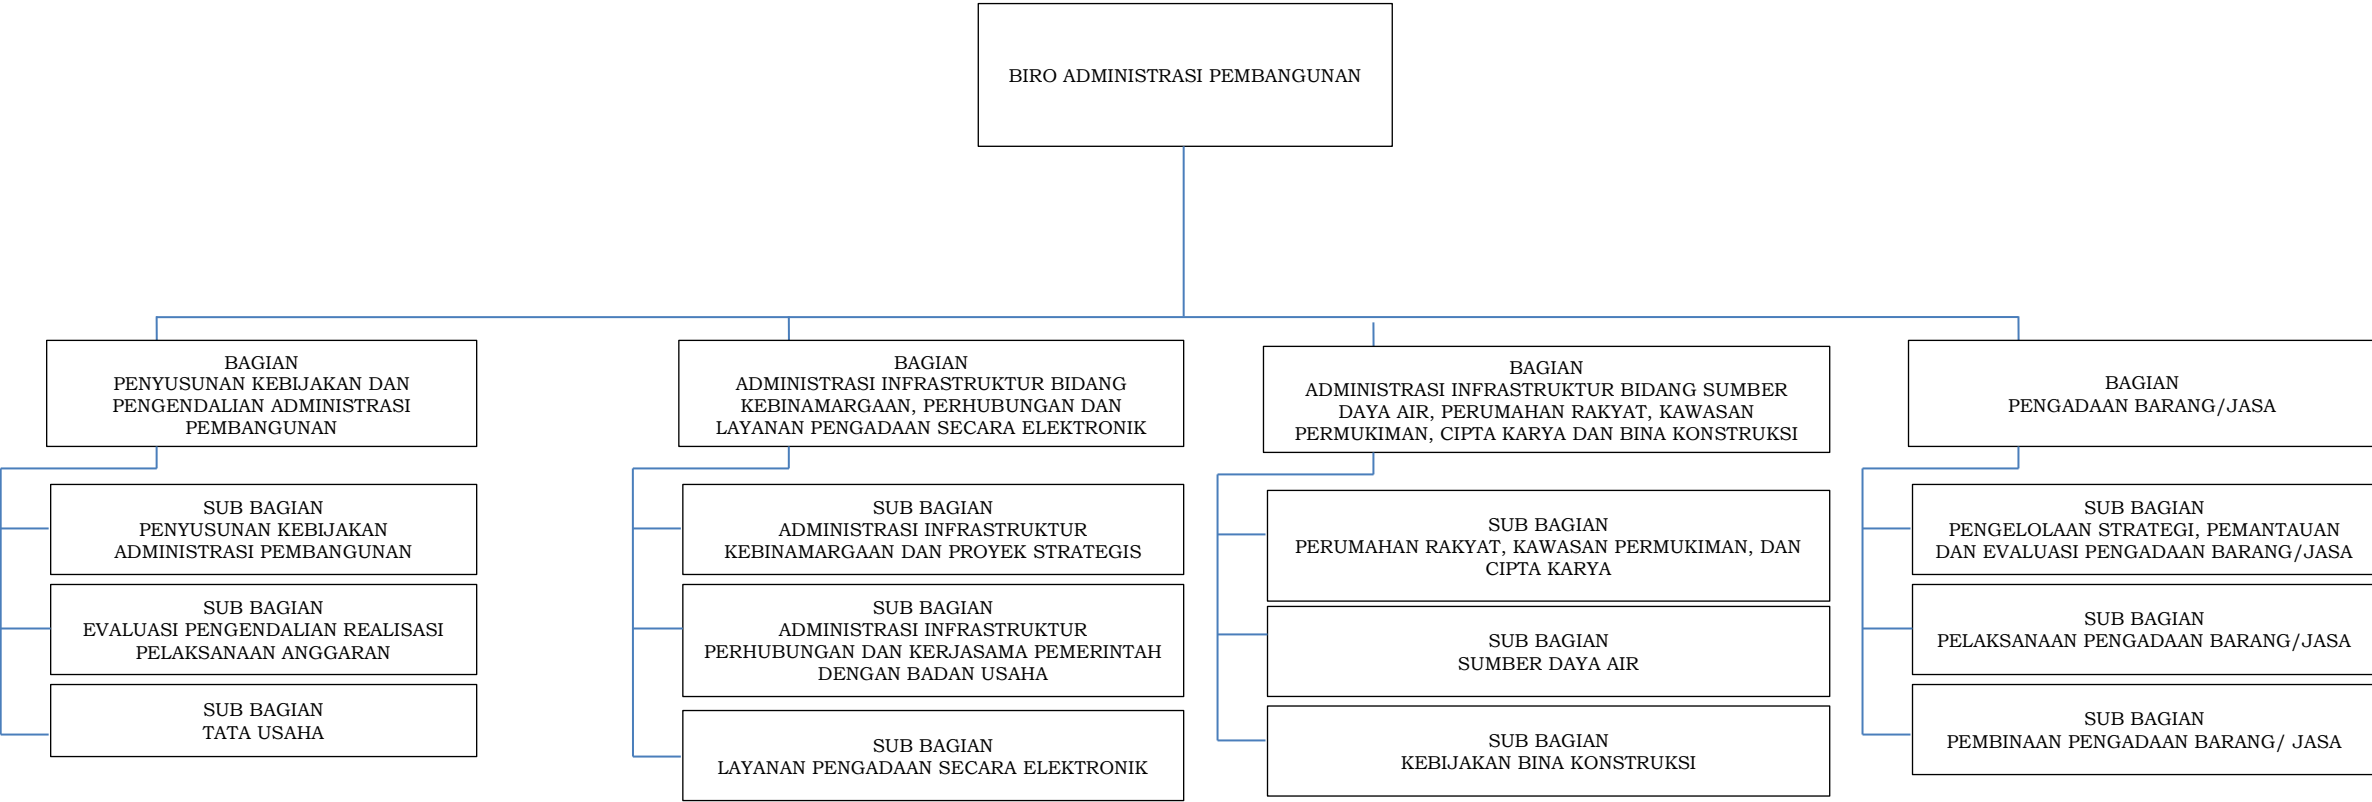 BIRO ADMINISTRASI PEMBANGUNAN
BAGIAN
PENYUSUNAN KEBIJAKAN DAN
PENGENDALIAN ADMINISTRASI
PEMBANGUNAN
SUB BAGIAN
PENYUSUNAN KEBIJAKAN
ADMINISTRASI PEMBANGUNAN
SUB BAGIAN
EVALUASI PENGENDALIAN REALISASI
PELAKSANAAN ANGGARAN
SUB BAGIAN
TATA USAHA
BAGIAN
ADMINISTRASI INFRASTRUKTUR BIDANG
KEBINAMARGAAN, PERHUBUNGAN DAN
LAYANAN PENGADAAN SECARA ELEKTRONIK
SUB BAGIAN
ADMINISTRASI INFRASTRUKTUR
KEBINAMARGAAN DAN PROYEK STRATEGIS
SUB BAGIAN
ADMINISTRASI INFRASTRUKTUR
PERHUBUNGAN DAN KERJASAMA PEMERINTAH
DENGAN BADAN USAHA
SUB BAGIAN
LAYANAN PENGADAAN SECARA ELEKTRONIK
BAGIAN
ADMINISTRASI INFRASTRUKTUR BIDANG SUMBER
DAYA AIR, PERUMAHAN RAKYAT, KAWASAN
PERMUKIMAN, CIPTA KARYA DAN BINA KONSTRUKSI
SUB BAGIAN
PERUMAHAN RAKYAT, KAWASAN PERMUKIMAN, DAN
CIPTA KARYA
SUB BAGIAN
SUMBER DAYA AIR
SUB BAGIAN
KEBIJAKAN BINA KONSTRUKSI
BAGIAN
PENGADAAN BARANG/JASA
SUB BAGIAN
PENGELOLAAN STRATEGI, PEMANTAUAN
DAN EVALUASI PENGADAAN BARANG/JASA
SUB BAGIAN
PELAKSANAAN PENGADAAN BARANG/JASA
SUB BAGIAN
PEMBINAAN PENGADAAN BARANG/ JASA